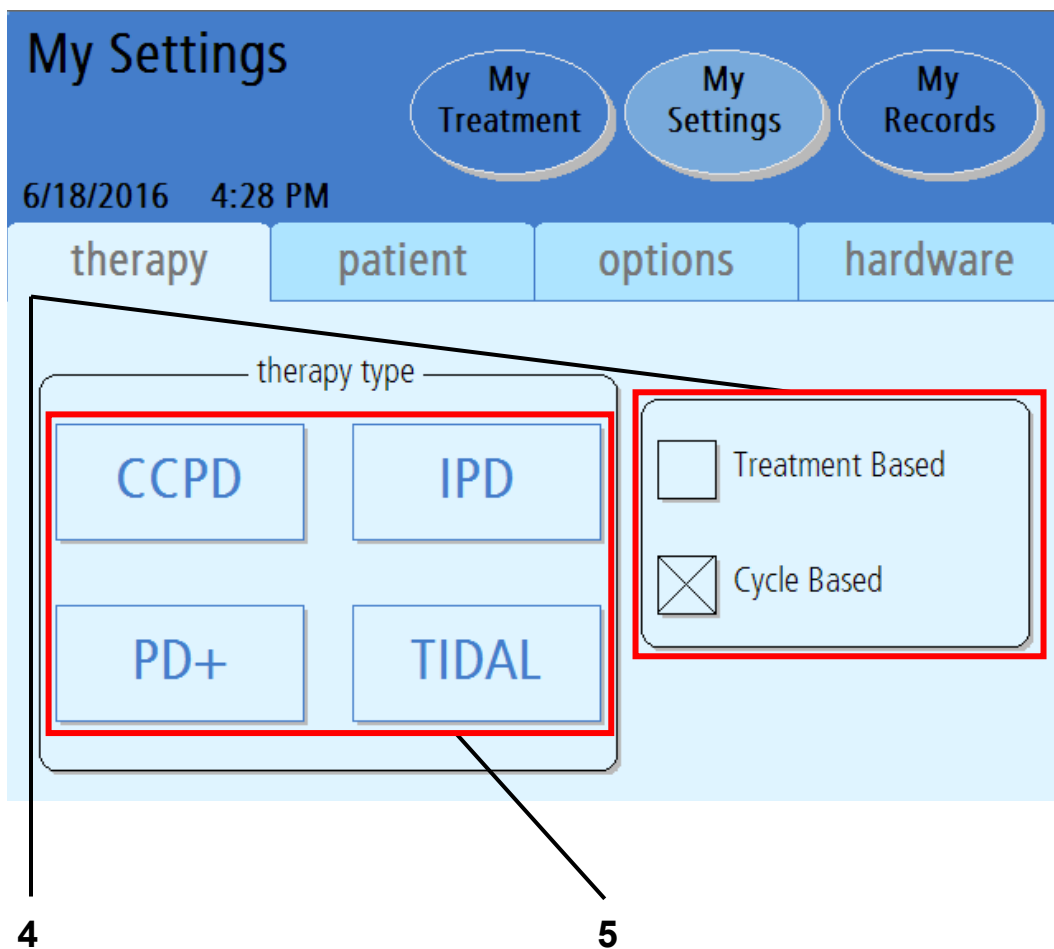 My Settings
My
Treatment
My
Settings
My
Records
6/18/2016 4:28 PM
therapy patient options hardware
therapy type
CCPD IPD
Treatment Based
Cycle Based
PD+ TIDAL
4 5